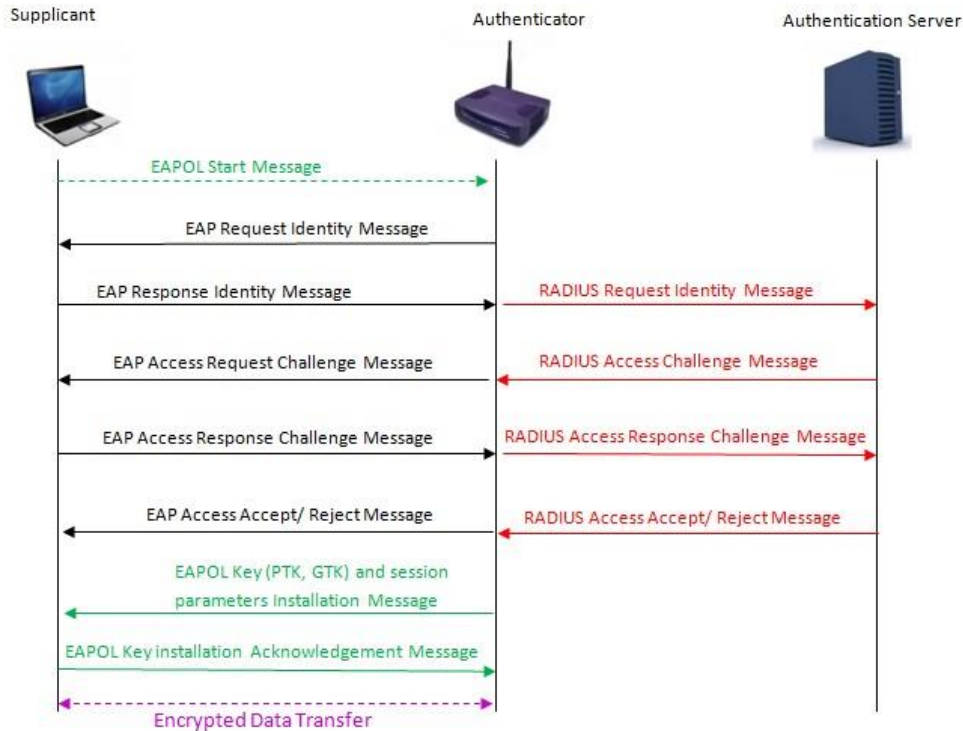 Supplicant
Authenticator
Authentication Server
EAPOL Start Message
EAP Request Identity Message
EAP Response Identity Message
RADIUS Request Identity Message
EAP Access Request Challenge Message
RADIUS Access Challenge Message
EAP Access Response Challenge Message
RADIUS Access Response Challenge Message
EAP Access Accept/ Reject Message
RADIUS Access Accept/ Reject Message
EAPOL Key (PTK, GTK) and session
parameters Installation Message
EAPOL Key installation Acknowledgement Message
Encrypted Data Transfer